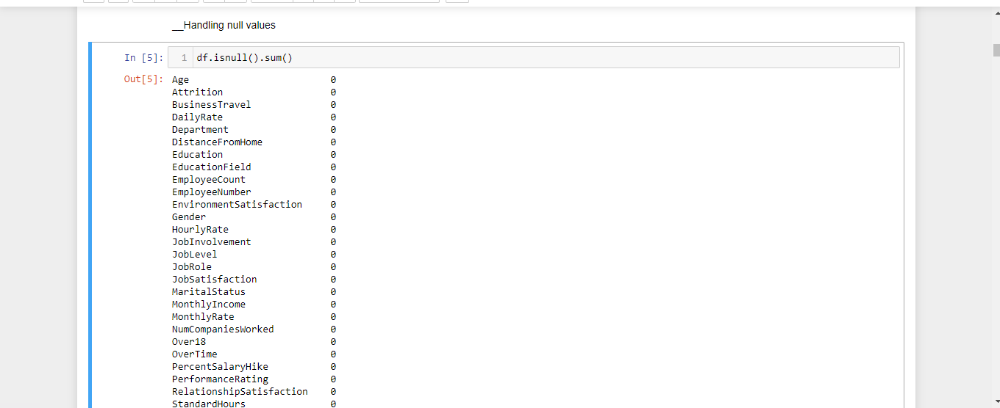 __Handling null values
In [5]: 1 df.isnull().sum()
Out[5]: Age 0
Attrition 0
BusinessTravel 0
DailyRate 0
Department 0
DistanceFromHome 0
Education 0
EducationField 0
EmployeeCount 0
EmployeeNumber 0
EnvironmentSatisfaction 0
Gender 0
HourlyRate 0
JobInvolvement 0
JobLevel 0
JobRole 0
JobSatisfaction 0
MaritalStatus 0
MonthlyIncome 0
MonthlyRate 0
NumCompaniesWorked 0
Over18 0
OverTime 0
PercentSalaryHike 0
PerformanceRating 0
RelationshipSatisfaction 0
StandardHours 0